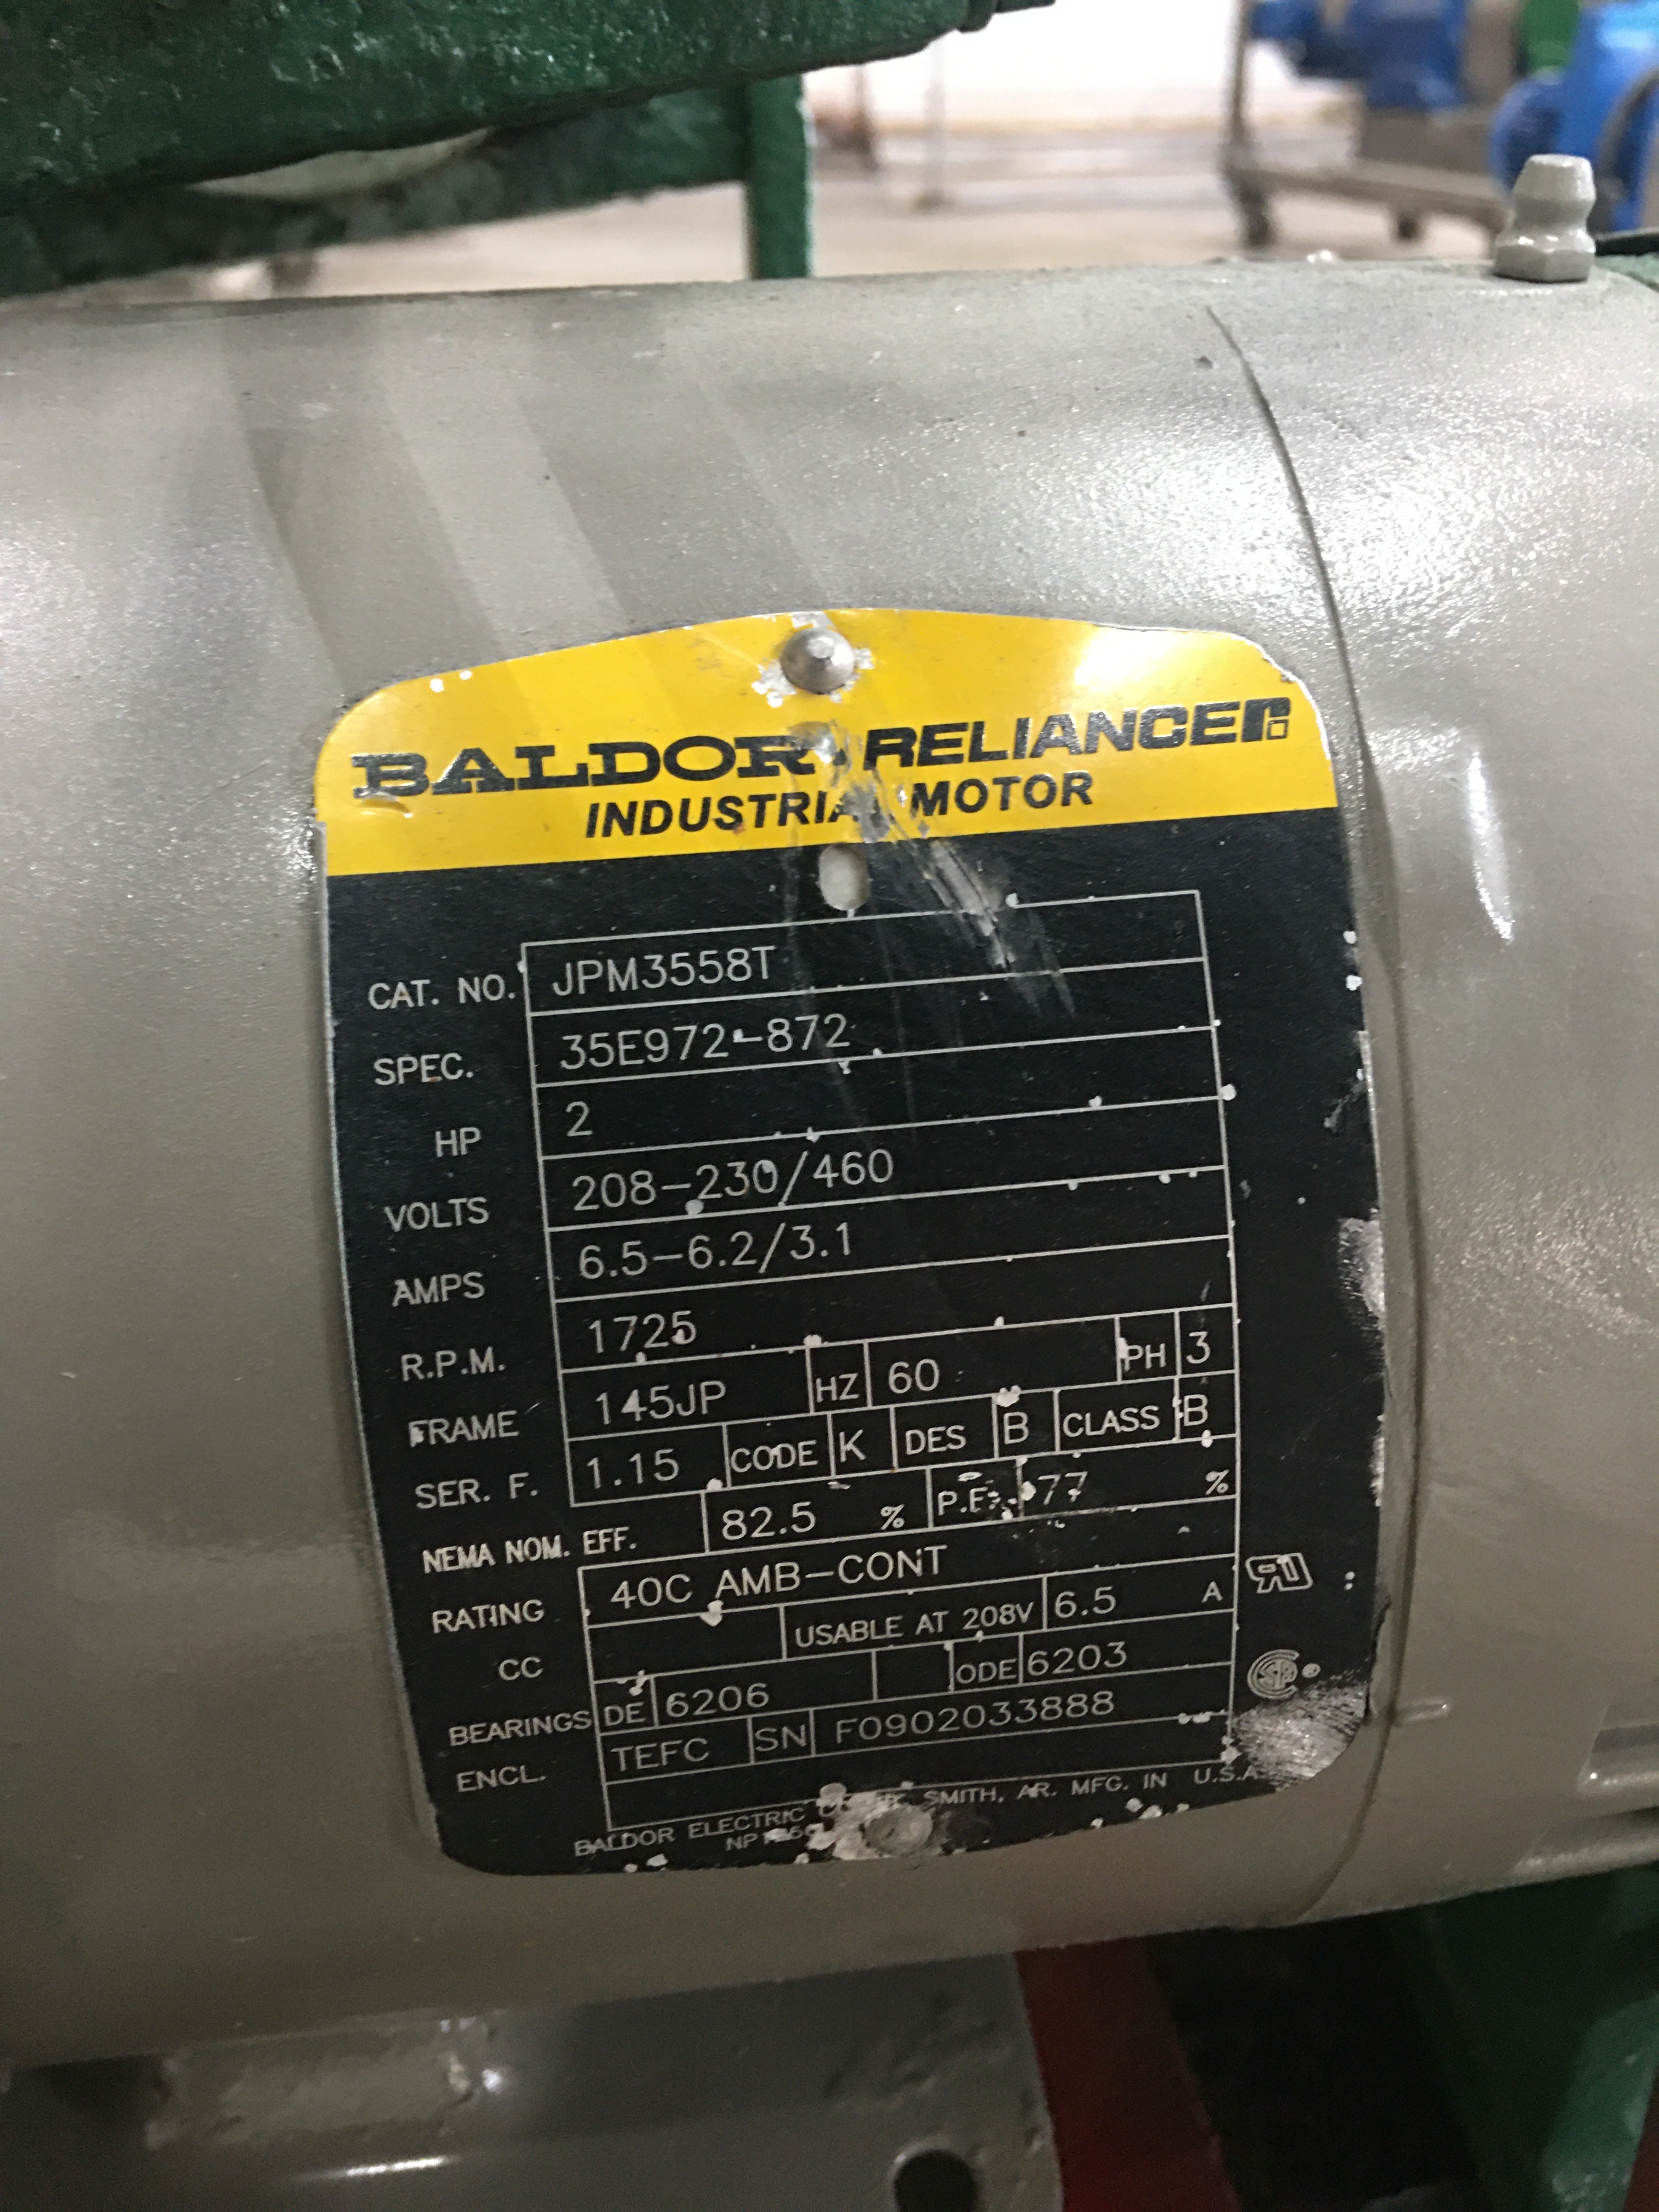 BALDOR · RELIANCER
INDUSTRIAL MOTOR
CAT. NO. JPM3558T
SPEC. 35E972-872
HP 2
VOLTS 208-230/460
AMPS 6.5-6.2/3.1
R.P.M. 1725
FRAME 145JP HZ 60 PH 3
SER. F. 1.15 CODE K DES B CLASS B
NEMA NOM. EFF. 82.5 % P.F. 77 %
RATING 40C AMB-CONT
CC USABLE AT 208V 6.5 A
BEARINGS DE 6206 ODE 6203
ENCL. TEFC SN F0902033888
BALDOR ELECTRIC SMITH, AR. MFG. IN U.S.A.